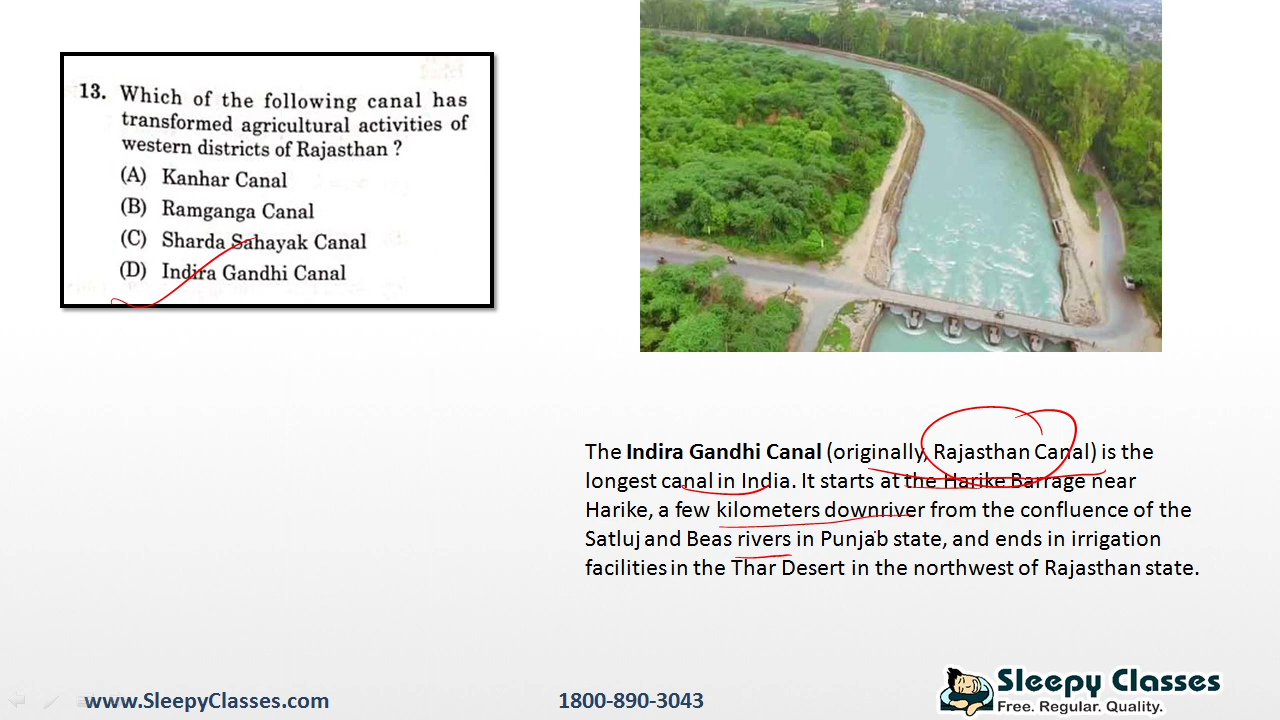 13. Which of the following canal has
transformed agricultural activities of
western districts of Rajasthan ?
(A) Kanhar Canal
(B) Ramganga Canal
(C) Sharda Sahayak Canal
(D) Indira Gandhi Canal
The Indira Gandhi Canal (originally, Rajasthan Canal) is the
longest canal in India. It starts at the Harike Barrage near
Harike, a few kilometers downriver from the confluence of the
Satluj and Beas rivers in Punjab state, and ends in irrigation
facilities in the Thar Desert in the northwest of Rajasthan state.
www.SleepyClasses.com
1800-890-3043
Sleepy Classes
Free. Regular. Quality.